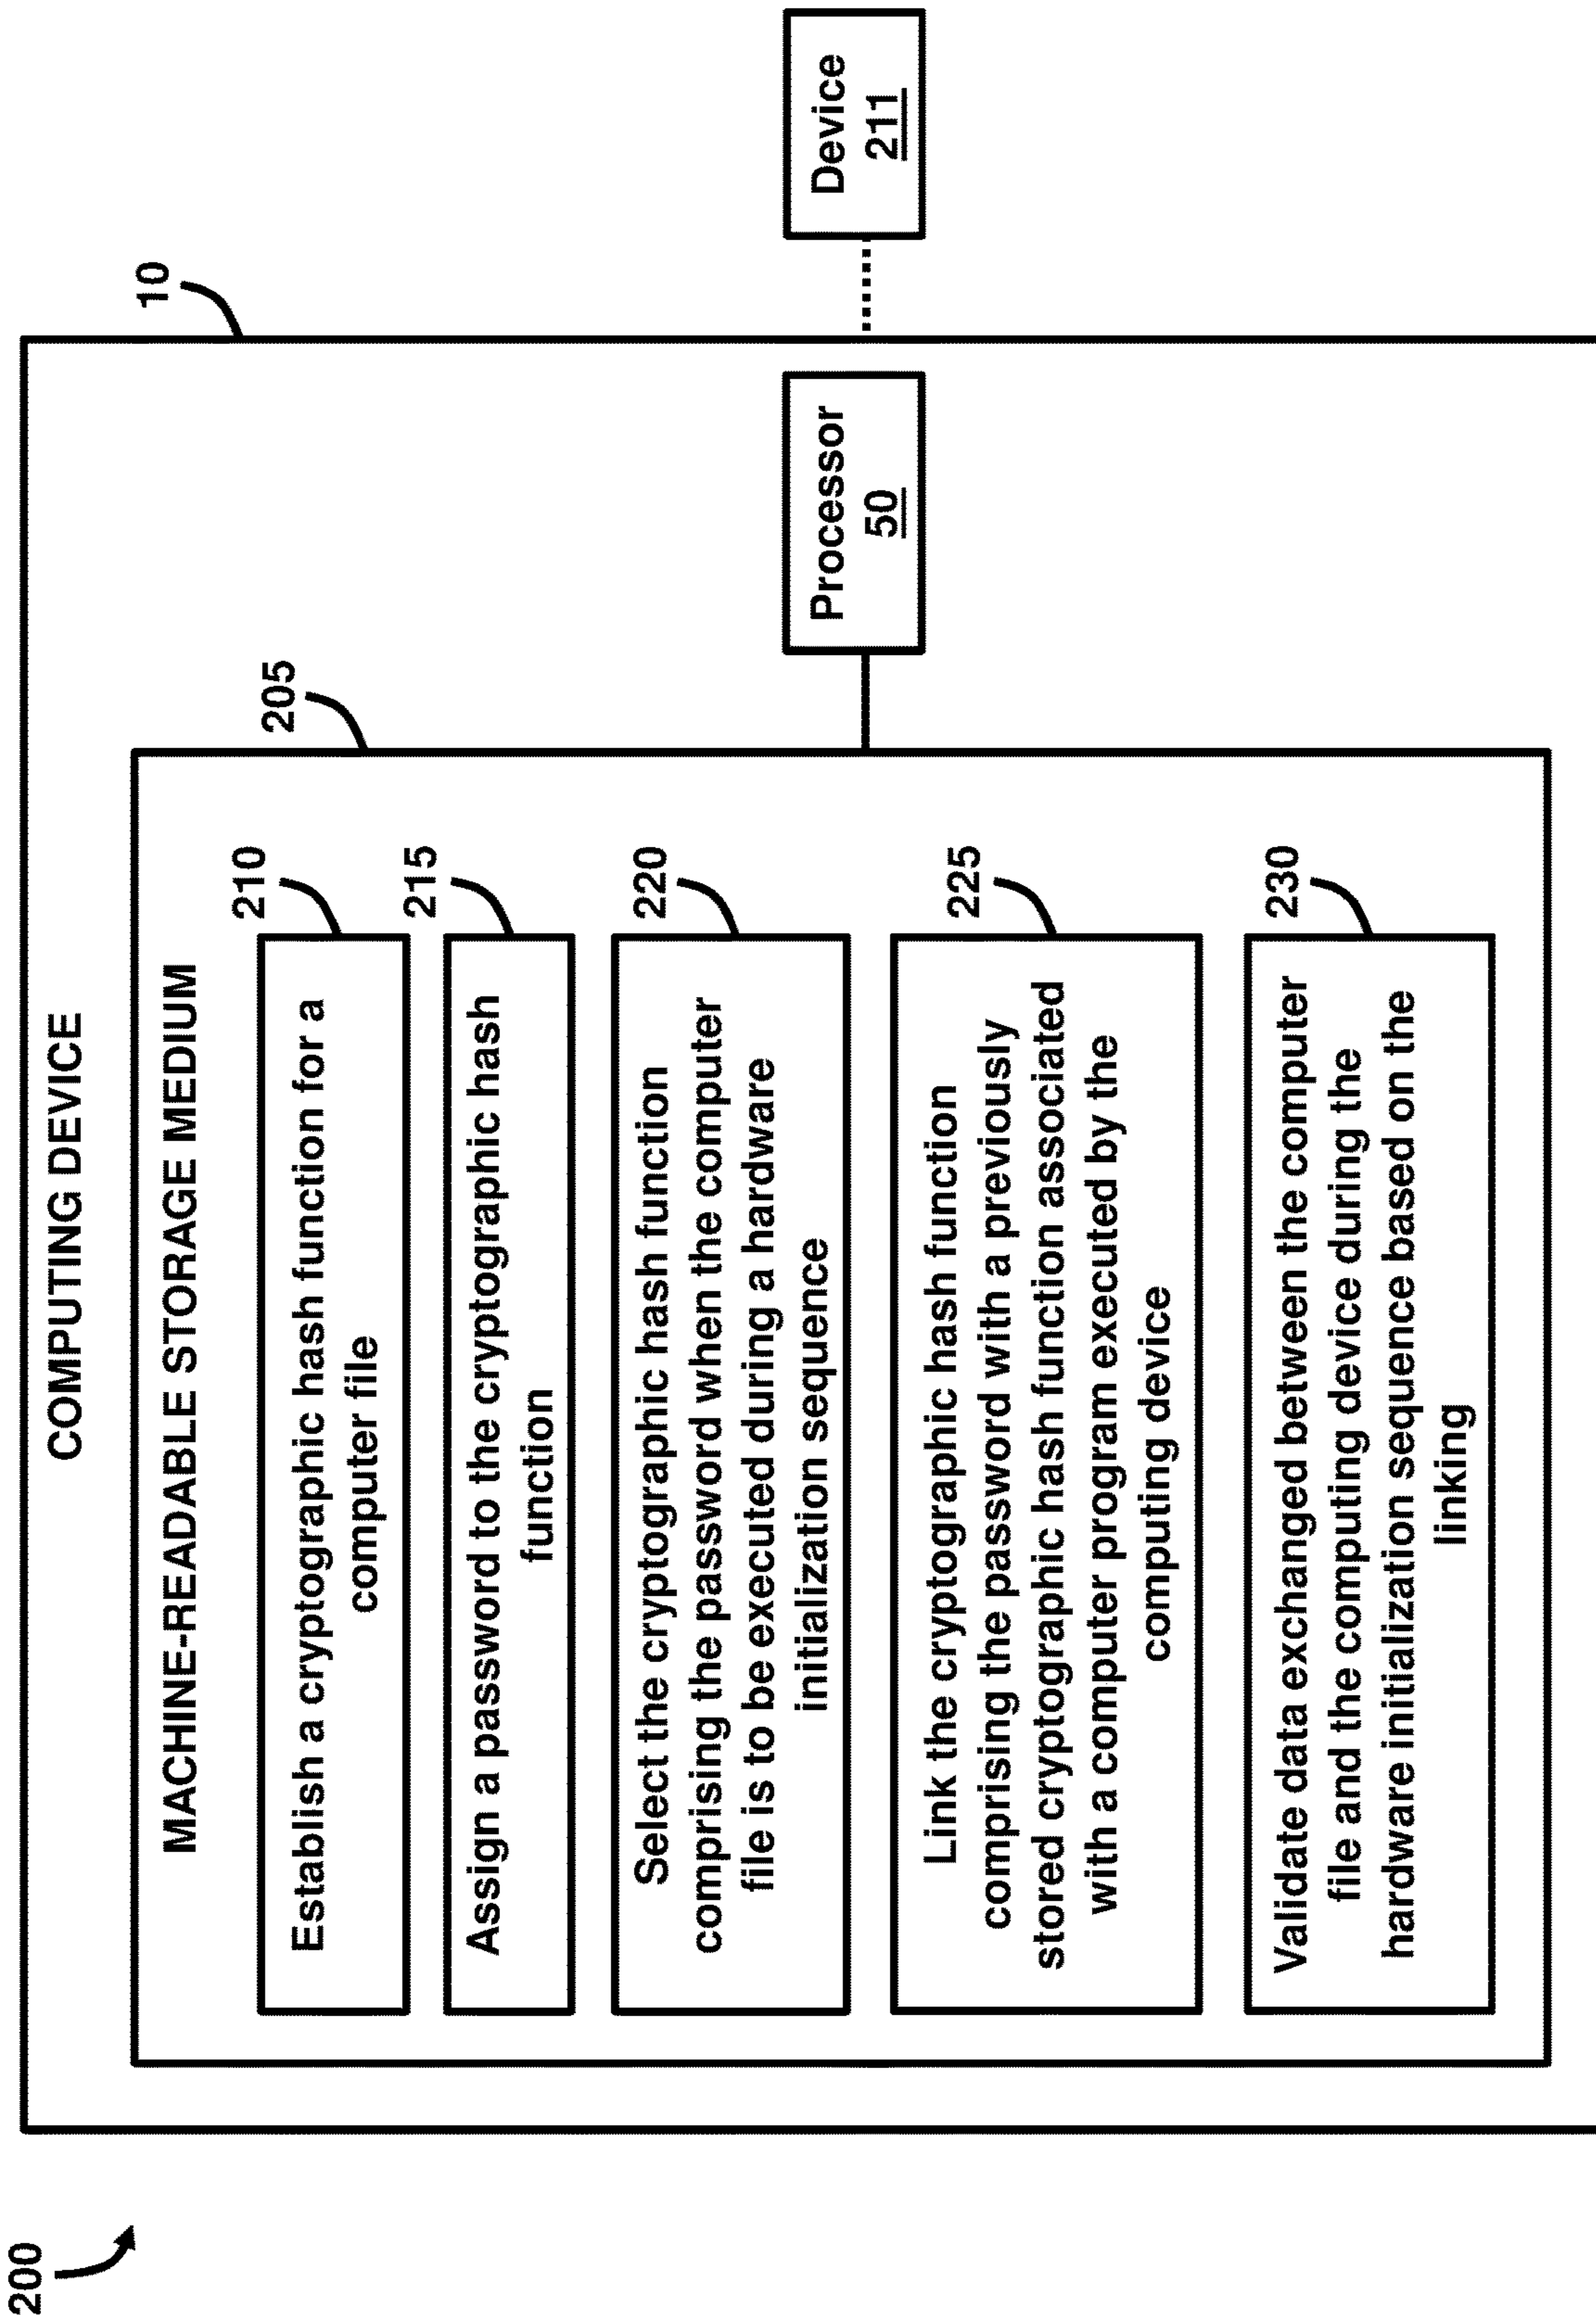 200
COMPUTING DEVICE
10
MACHINE-READABLE STORAGE MEDIUM
205
Establish a cryptographic hash function for a
computer file
210
Assign a password to the cryptographic hash
function
215
Select the cryptographic hash function
comprising the password when the computer
file is to be executed during a hardware
initialization sequence
220
Link the cryptographic hash function
comprising the password with a previously
stored cryptographic hash function associated
with a computer program executed by the
computing device
225
Validate data exchanged between the computer
file and the computing device during the
hardware initialization sequence based on the
linking
230
Processor
50
Device
211